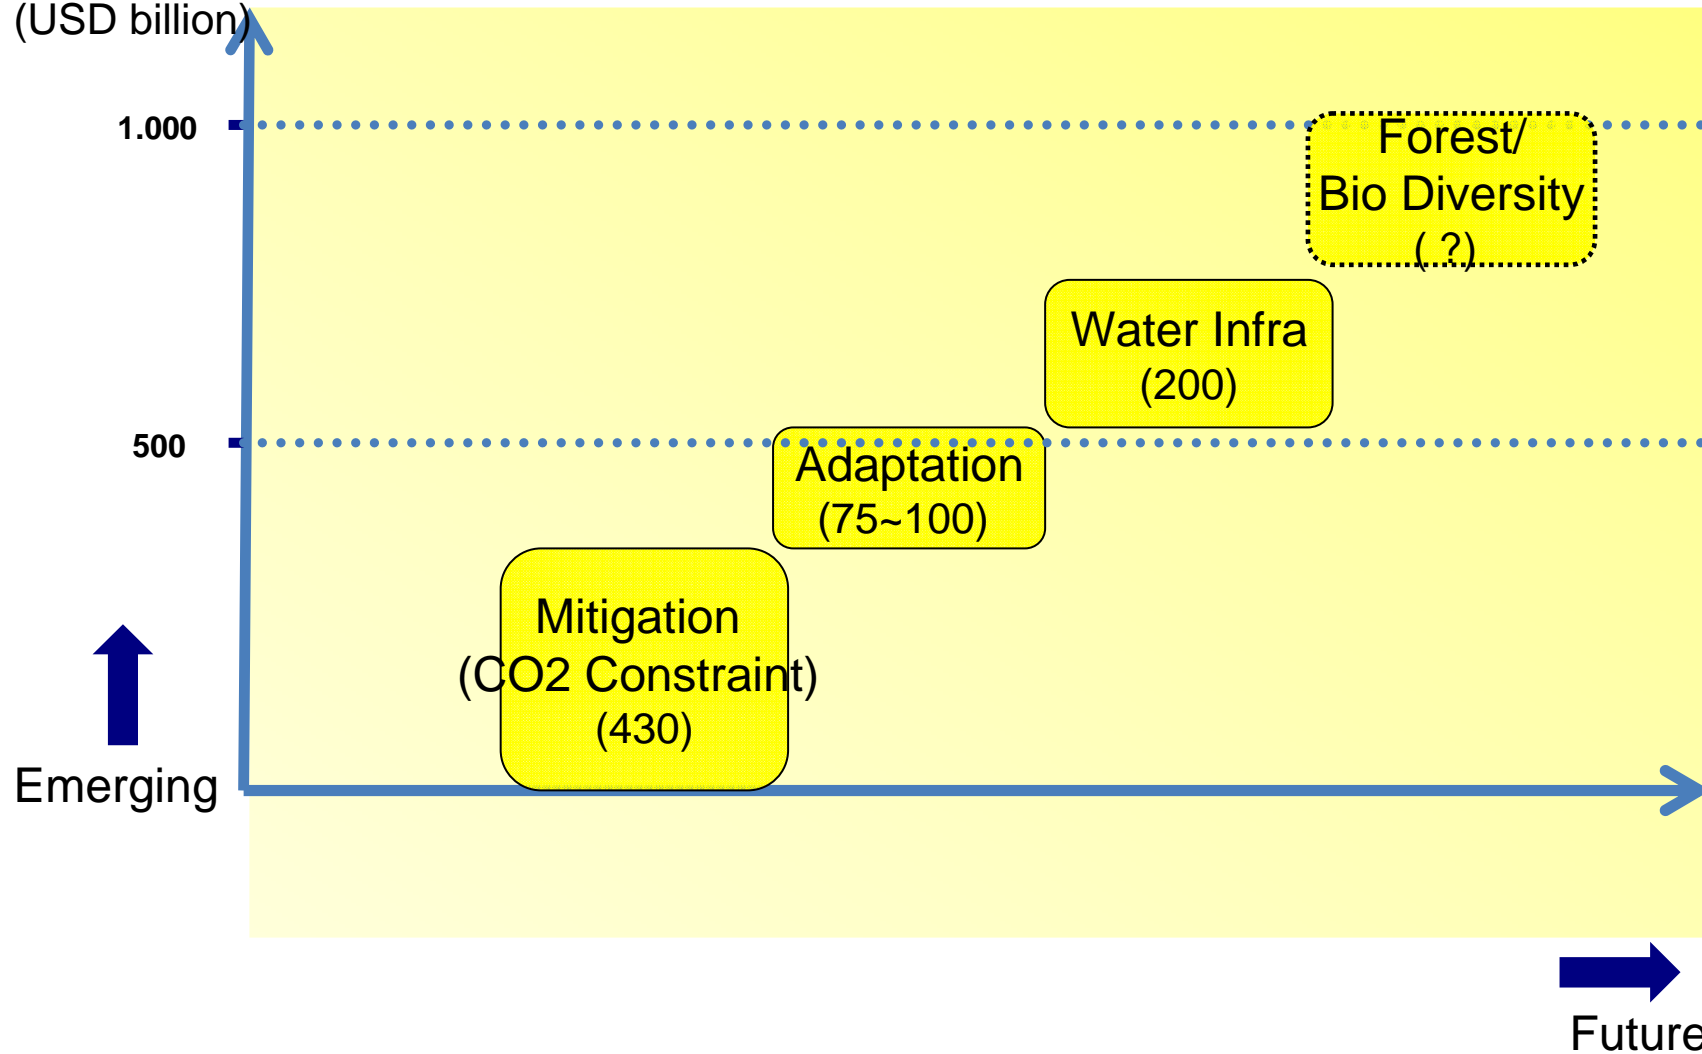 (USD billion)
1.000
Forest/
Bio Diversity
( ?)
Water Infra
(200)
500
Adaptation
(75~100)
Mitigation
(CO2 Constraint)
(430)
Emerging
Future